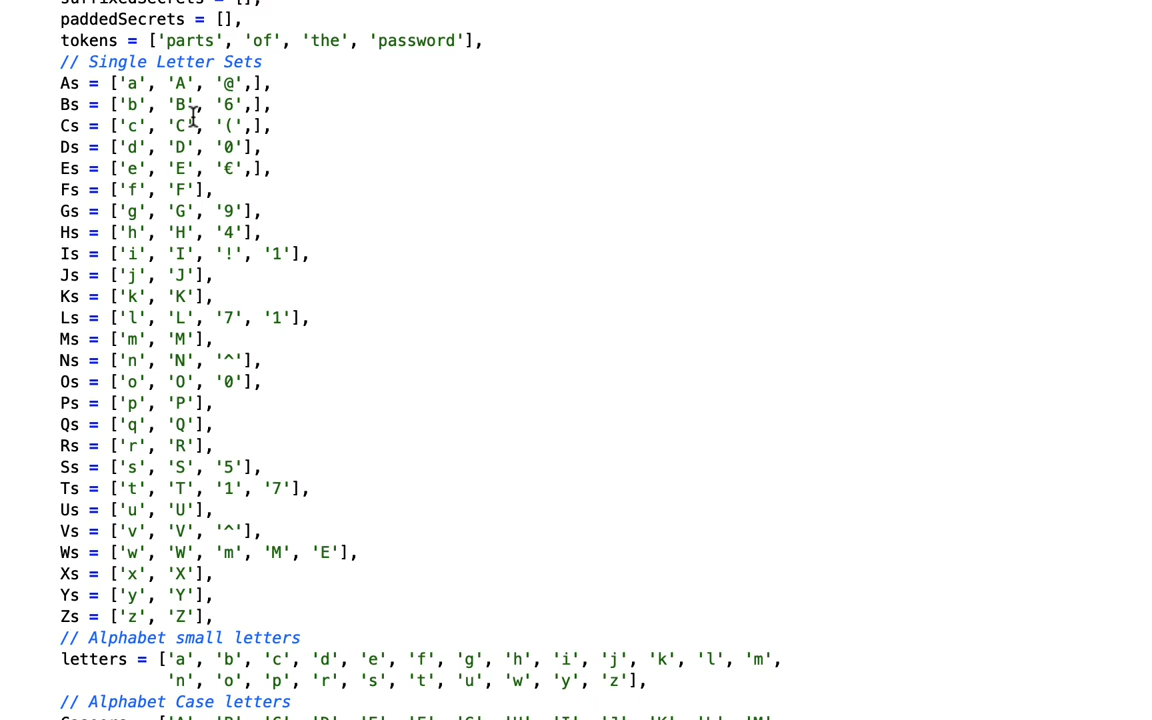 suffixedSecrets = [],
paddedSecrets = [],
tokens = ['parts', 'of', 'the', 'password'],
// Single Letter Sets
As = ['a', 'A', '@',],
Bs = ['b', 'B', '6',],
Cs = ['c', 'C', '(',],
Ds = ['d', 'D', '0'],
Es = ['e', 'E', '€',],
Fs = ['f', 'F'],
Gs = ['g', 'G', '9'],
Hs = ['h', 'H', '4'],
Is = ['i', 'I', '!', '1'],
Js = ['j', 'J'],
Ks = ['k', 'K'],
Ls = ['l', 'L', '7', '1'],
Ms = ['m', 'M'],
Ns = ['n', 'N', '^'],
Os = ['o', 'O', '0'],
Ps = ['p', 'P'],
Qs = ['q', 'Q'],
Rs = ['r', 'R'],
Ss = ['s', 'S', '5'],
Ts = ['t', 'T', '1', '7'],
Us = ['u', 'U'],
Vs = ['v', 'V', '^'],
Ws = ['w', 'W', 'm', 'M', 'E'],
Xs = ['x', 'X'],
Ys = ['y', 'Y'],
Zs = ['z', 'Z'],
// Alphabet small letters
letters = ['a', 'b', 'c', 'd', 'e', 'f', 'g', 'h', 'i', 'j', 'k', 'l', 'm',
'n', 'o', 'p', 'r', 's', 't', 'u', 'w', 'y', 'z'],
// Alphabet Case letters